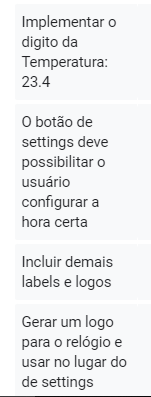 Implementar o
digito da
Temperatura:
23.4
O botão de
settings deve
possibilitar o
usuário
configurar a
hora certa
Incluir demais
labels e logos
Gerar um logo
para o relógio e
usar no lugar do
de settings